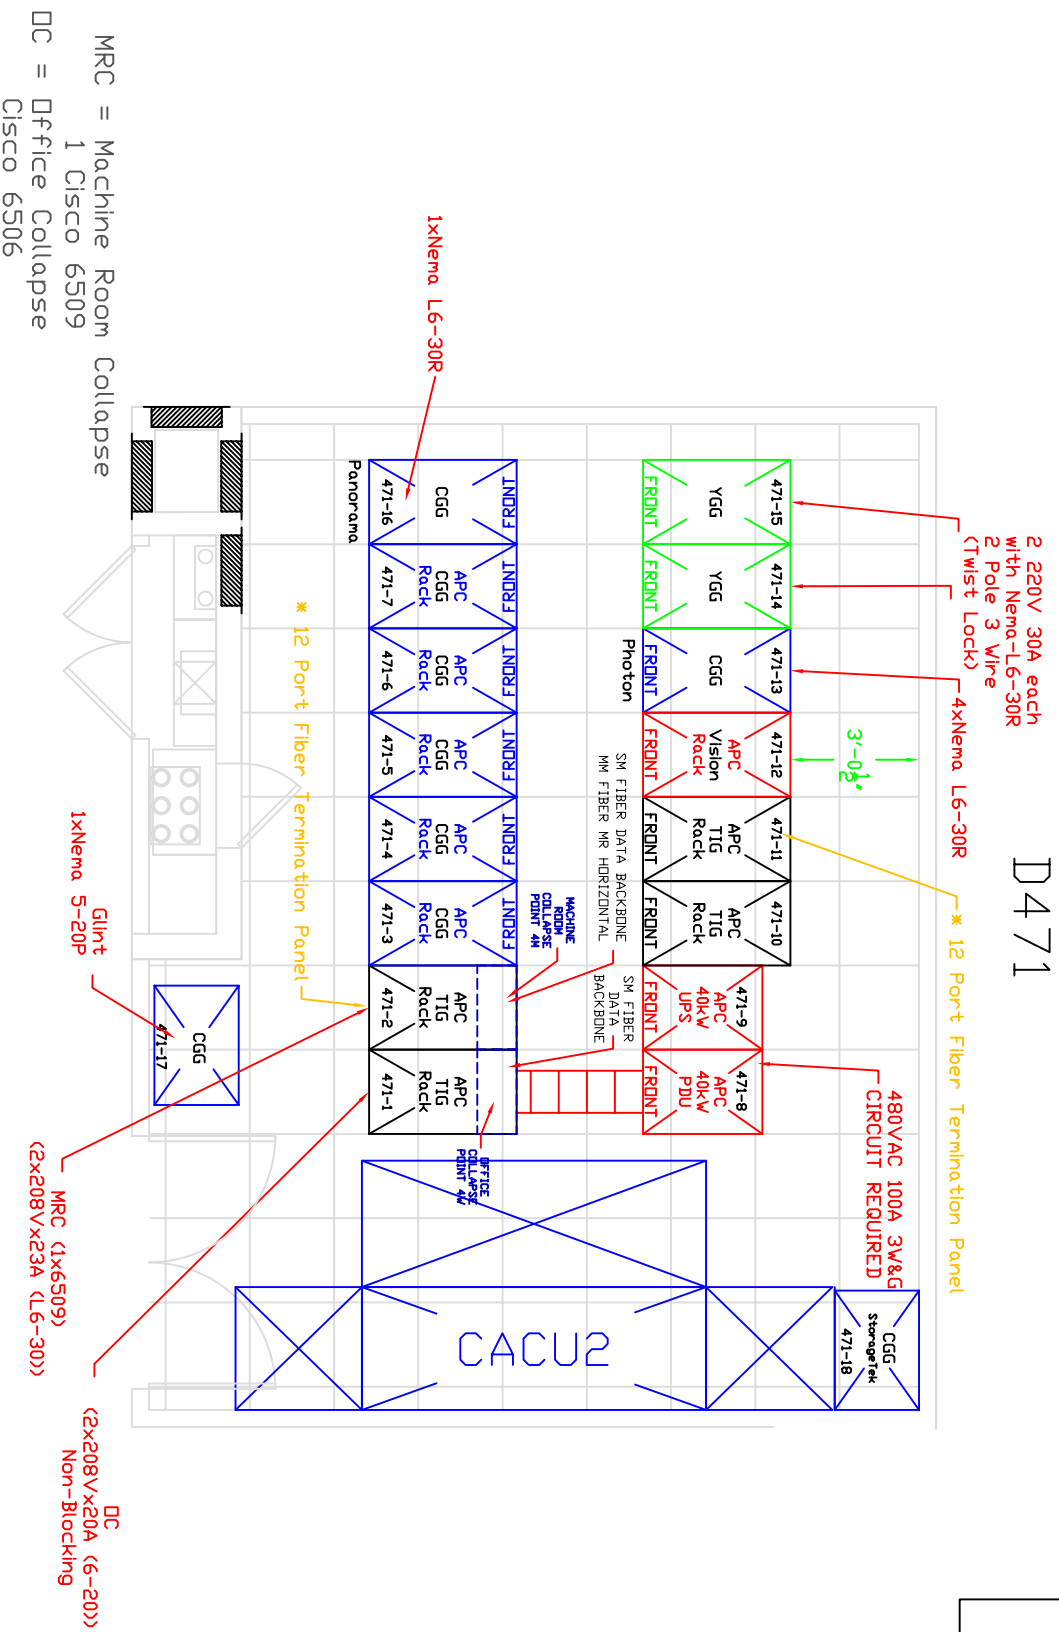 D471
2 220V 30A each
with Nema-L6-30R
2 Pole 3 Wire
(Twist Lock)
4xNema L6-30R
* 12 Port Fiber Termination Panel
480VAC 100A 3W&G
CIRCUIT REQUIRED
3'-0
471-15
YGG
FRONT
471-14
YGG
FRONT
471-13
CGG
FRONT
Photon
471-12
APC
Vision
Rack
FRONT
471-11
APC
TIG
Rack
FRONT
471-10
APC
TIG
Rack
FRONT
471-9
APC
40kW
UPS
FRONT
471-8
APC
40kW
PDU
FRONT
SM FIBER DATA BACKBONE
MM FIBER MR HORIZONTAL
SM FIBER
DATA
BACKBONE
MACHINE
ROOM
COLLAPSE
POINT 4M
OFFICE
COLLAPSE
POINT 4W
1xNema L6-30R
FRONT
CGG
471-16
Panorama
FRONT
APC
CGG
Rack
471-7
FRONT
APC
CGG
Rack
471-6
FRONT
APC
CGG
Rack
471-5
FRONT
APC
CGG
Rack
471-4
FRONT
APC
CGG
Rack
471-3
APC
TIG
Rack
471-2
APC
TIG
Rack
471-1
* 12 Port Fiber Termination Panel
CACU2
CGG
StorageTek
471-18
CGG
471-17
Glint
1xNema 5-20P
MRC (1x6509)
(2x208Vx23A (L6-30))
OC
(2x208Vx20A (6-20))
Non-Blocking
MRC = Machine Room Collapse
1 Cisco 6509
OC = Office Collapse
Cisco 6506